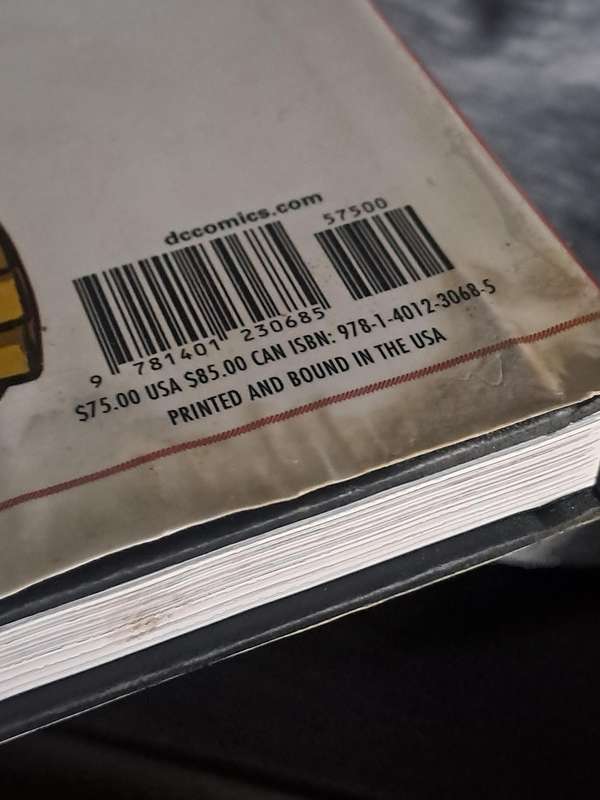 dccomics.com
57500
9 781401 230685
$75.00 USA $85.00 CAN ISBN: 978-1-4012-3068-5
PRINTED AND BOUND IN THE USA